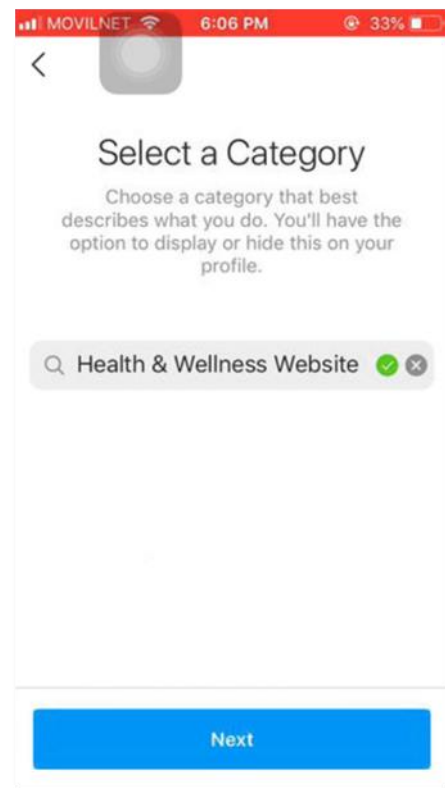 MOVILNET 6:06 PM 33%
Select a Category
Choose a category that best
describes what you do. You'll have the
option to display or hide this on your
profile.
Health & Wellness Website
Next